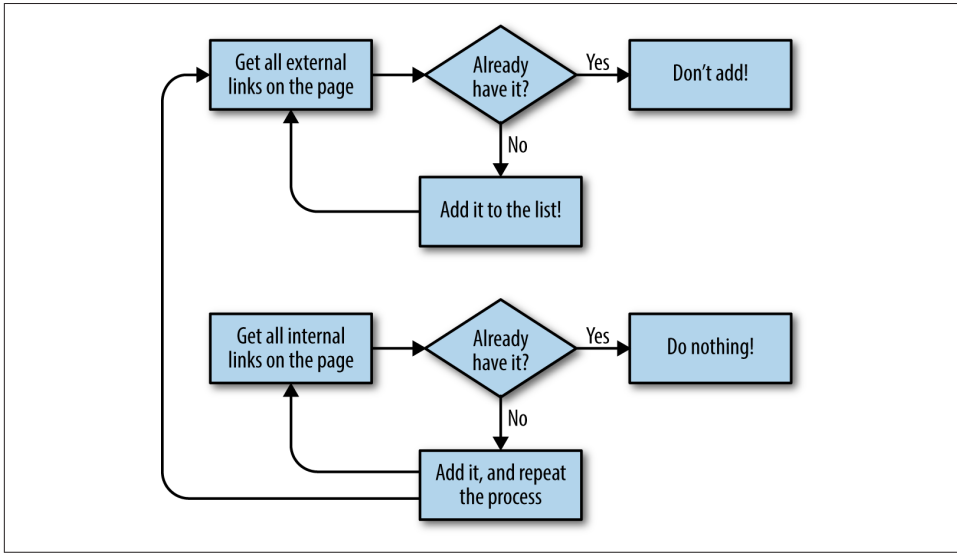 Get all external
links on the page
Already
have it?
Yes
Don't add!
No
Add it to the list!
Get all internal
links on the page
Already
have it?
Yes
Do nothing!
No
Add it, and repeat
the process